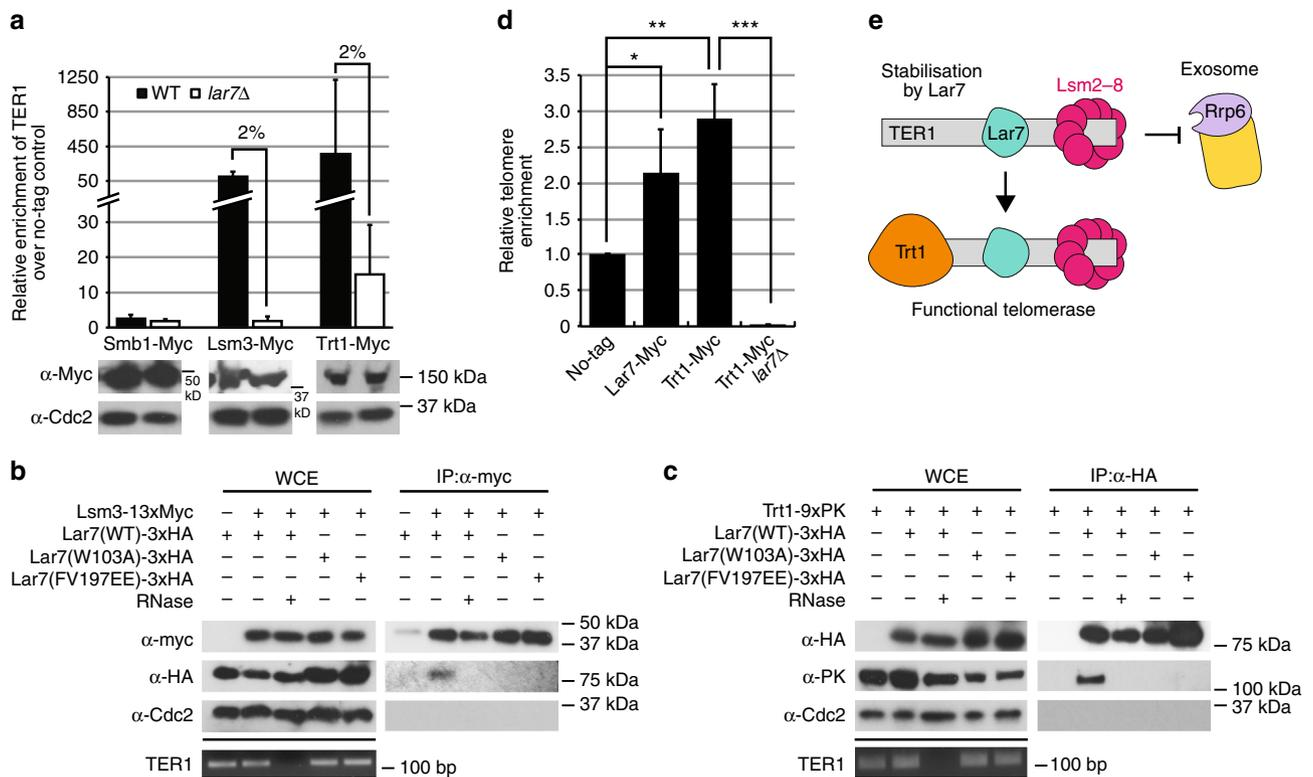 a
Relative enrichment of TER1
over no-tag control
1250
850
450
50
30
20
10
0
WT lar7Δ
2%
2%
Smb1-Myc Lsm3-Myc Trt1-Myc
α-Myc
50
kD
37
kD
150 kDa
α-Cdc2
37 kDa
d
Relative telomere
enrichment
** ***
*
3.5
3.0
2.5
2.0
1.5
1.0
0.5
0
No-tag
Lar7-Myc
Trt1-Myc
Trt1-Myc
lar7Δ
e
Stabilisation
by Lar7
Lsm2–8
Exosome
Rrp6
TER1 Lar7
Trt1
Functional telomerase
b
WCE IP:α-myc
Lsm3-13xMyc – + + + + – + + + +
Lar7(WT)-3xHA + + + – – + + + – –
Lar7(W103A)-3xHA – – – + – – – – + –
Lar7(FV197EE)-3xHA – – – – + – – – – +
RNase – – + – – – – + – –
α-myc
50 kDa
37 kDa
α-HA
75 kDa
α-Cdc2
37 kDa
TER1
100 bp
c
WCE IP:α-HA
Trt1-9xPK + + + + + + + + + +
Lar7(WT)-3xHA – + + – – – + + – –
Lar7(W103A)-3xHA – – – + – – – – + –
Lar7(FV197EE)-3xHA – – – – + – – – – +
RNase – – + – – – – + – –
α-HA
75 kDa
α-PK
100 kDa
α-Cdc2
37 kDa
TER1
100 bp